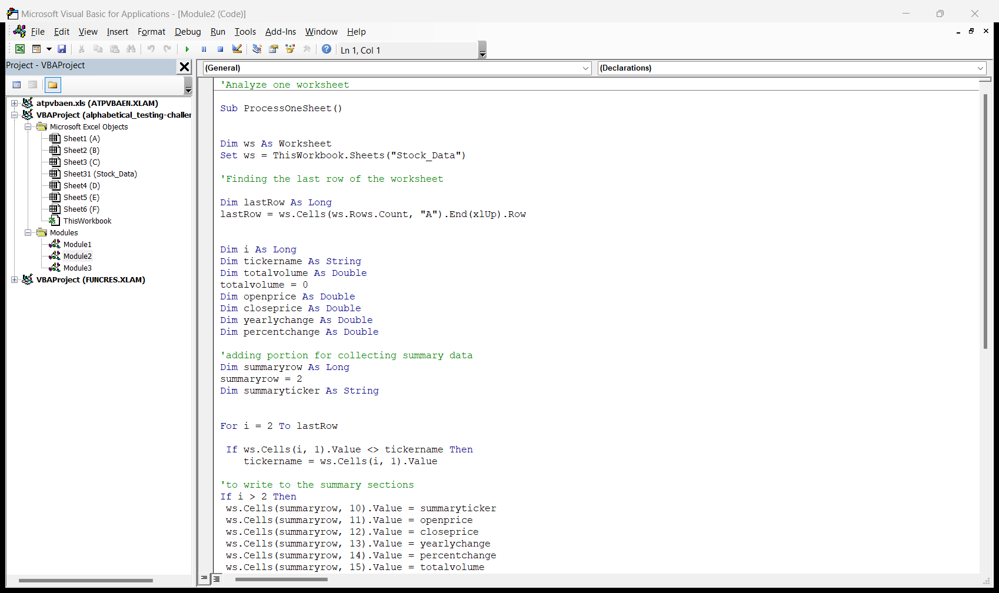 Microsoft Visual Basic for Applications - [Module2 (Code)]
File Edit View Insert Format Debug Run Tools Add-Ins Window Help
Ln 1, Col 1
Project - VBAProject
(General)
(Declarations)
atpvbaen.xls (ATPVBAEN.XLAM)
VBAProject (alphabetical_testing-challen
Microsoft Excel Objects
Sheet1 (A)
Sheet2 (B)
Sheet3 (C)
Sheet31 (Stock_Data)
Sheet4 (D)
Sheet5 (E)
Sheet6 (F)
ThisWorkbook
Modules
Module1
Module2
Module3
VBAProject (FUNCRES.XLAM)
'Analyze one worksheet
Sub ProcessOneSheet()
Dim ws As Worksheet
Set ws = ThisWorkbook.Sheets("Stock_Data")
'Finding the last row of the worksheet
Dim lastRow As Long
lastRow = ws.Cells(ws.Rows.Count, "A").End(xlUp).Row
Dim i As Long
Dim tickername As String
Dim totalvolume As Double
totalvolume = 0
Dim openprice As Double
Dim closeprice As Double
Dim yearlychange As Double
Dim percentchange As Double
'adding portion for collecting summary data
Dim summaryrow As Long
summaryrow = 2
Dim summaryticker As String
For i = 2 To lastRow
If ws.Cells(i, 1).Value <> tickername Then
tickername = ws.Cells(i, 1).Value
'to write to the summary sections
If i > 2 Then
ws.Cells(summaryrow, 10).Value = summaryticker
ws.Cells(summaryrow, 11).Value = openprice
ws.Cells(summaryrow, 12).Value = closeprice
ws.Cells(summaryrow, 13).Value = yearlychange
ws.Cells(summaryrow, 14).Value = percentchange
ws.Cells(summaryrow, 15).Value = totalvolume